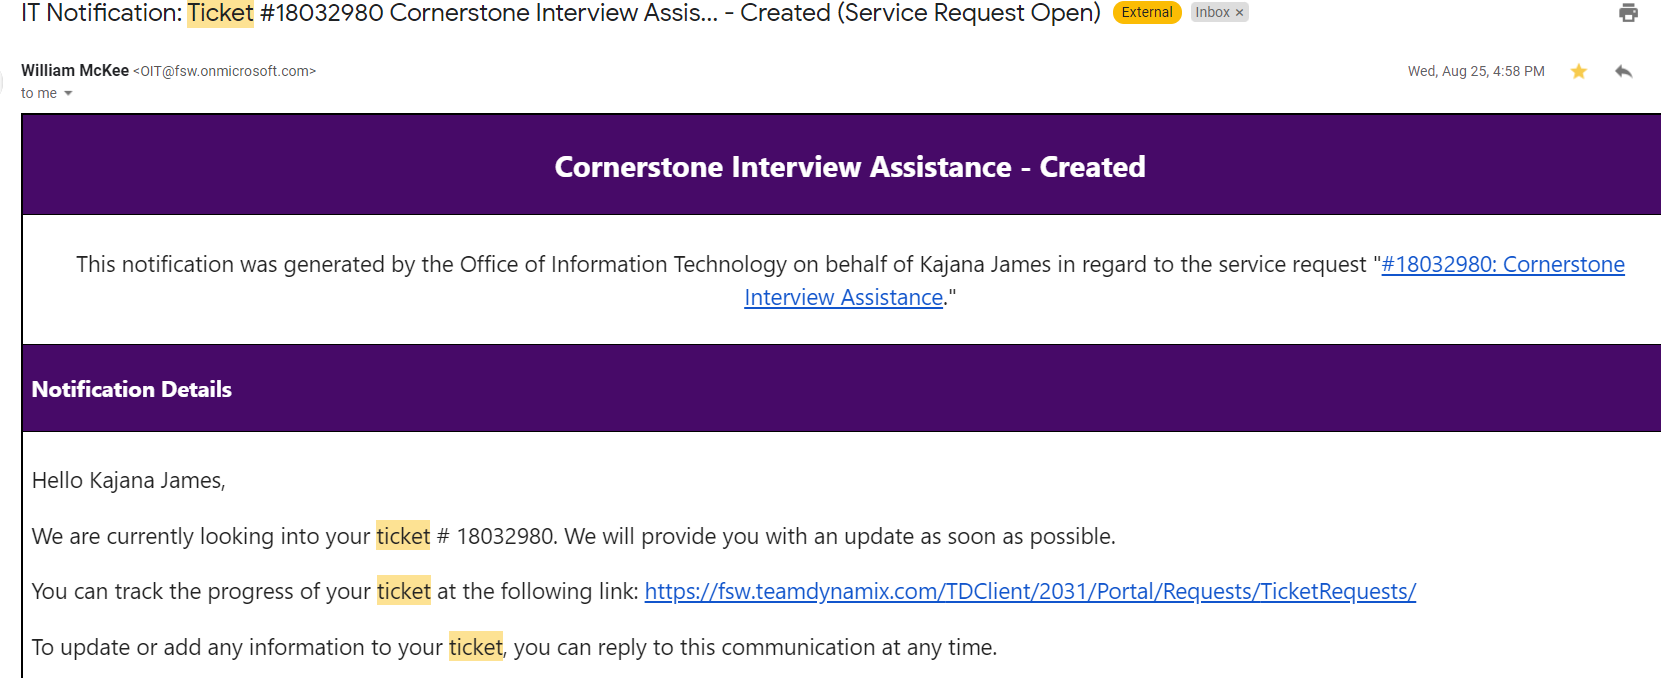 IT Notification: Ticket #18032980 Cornerstone Interview Assis... - Created (Service Request Open) External Inbox ×
William McKee <OIT@fsw.onmicrosoft.com> Wed, Aug 25, 4:58 PM
to me
Cornerstone Interview Assistance - Created
This notification was generated by the Office of Information Technology on behalf of Kajana James in regard to the service request "#18032980: Cornerstone
Interview Assistance."
Notification Details
Hello Kajana James,
We are currently looking into your ticket # 18032980. We will provide you with an update as soon as possible.
You can track the progress of your ticket at the following link: https://fsw.teamdynamix.com/TDClient/2031/Portal/Requests/TicketRequests/
To update or add any information to your ticket, you can reply to this communication at any time.